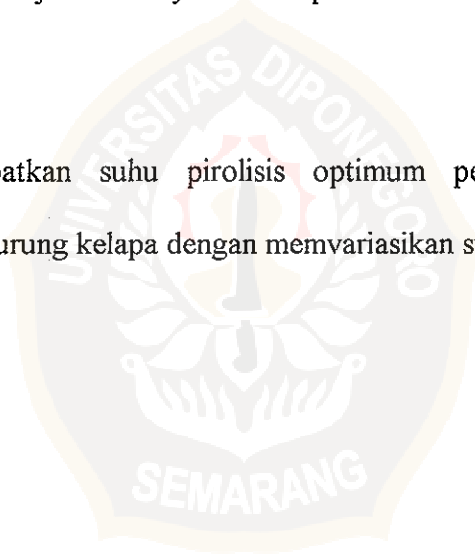 UNIVERSITAS DIPONEGORO
patkan suhu pirolisis optimum pe
urung kelapa dengan memvariasikan s
SEMARANG